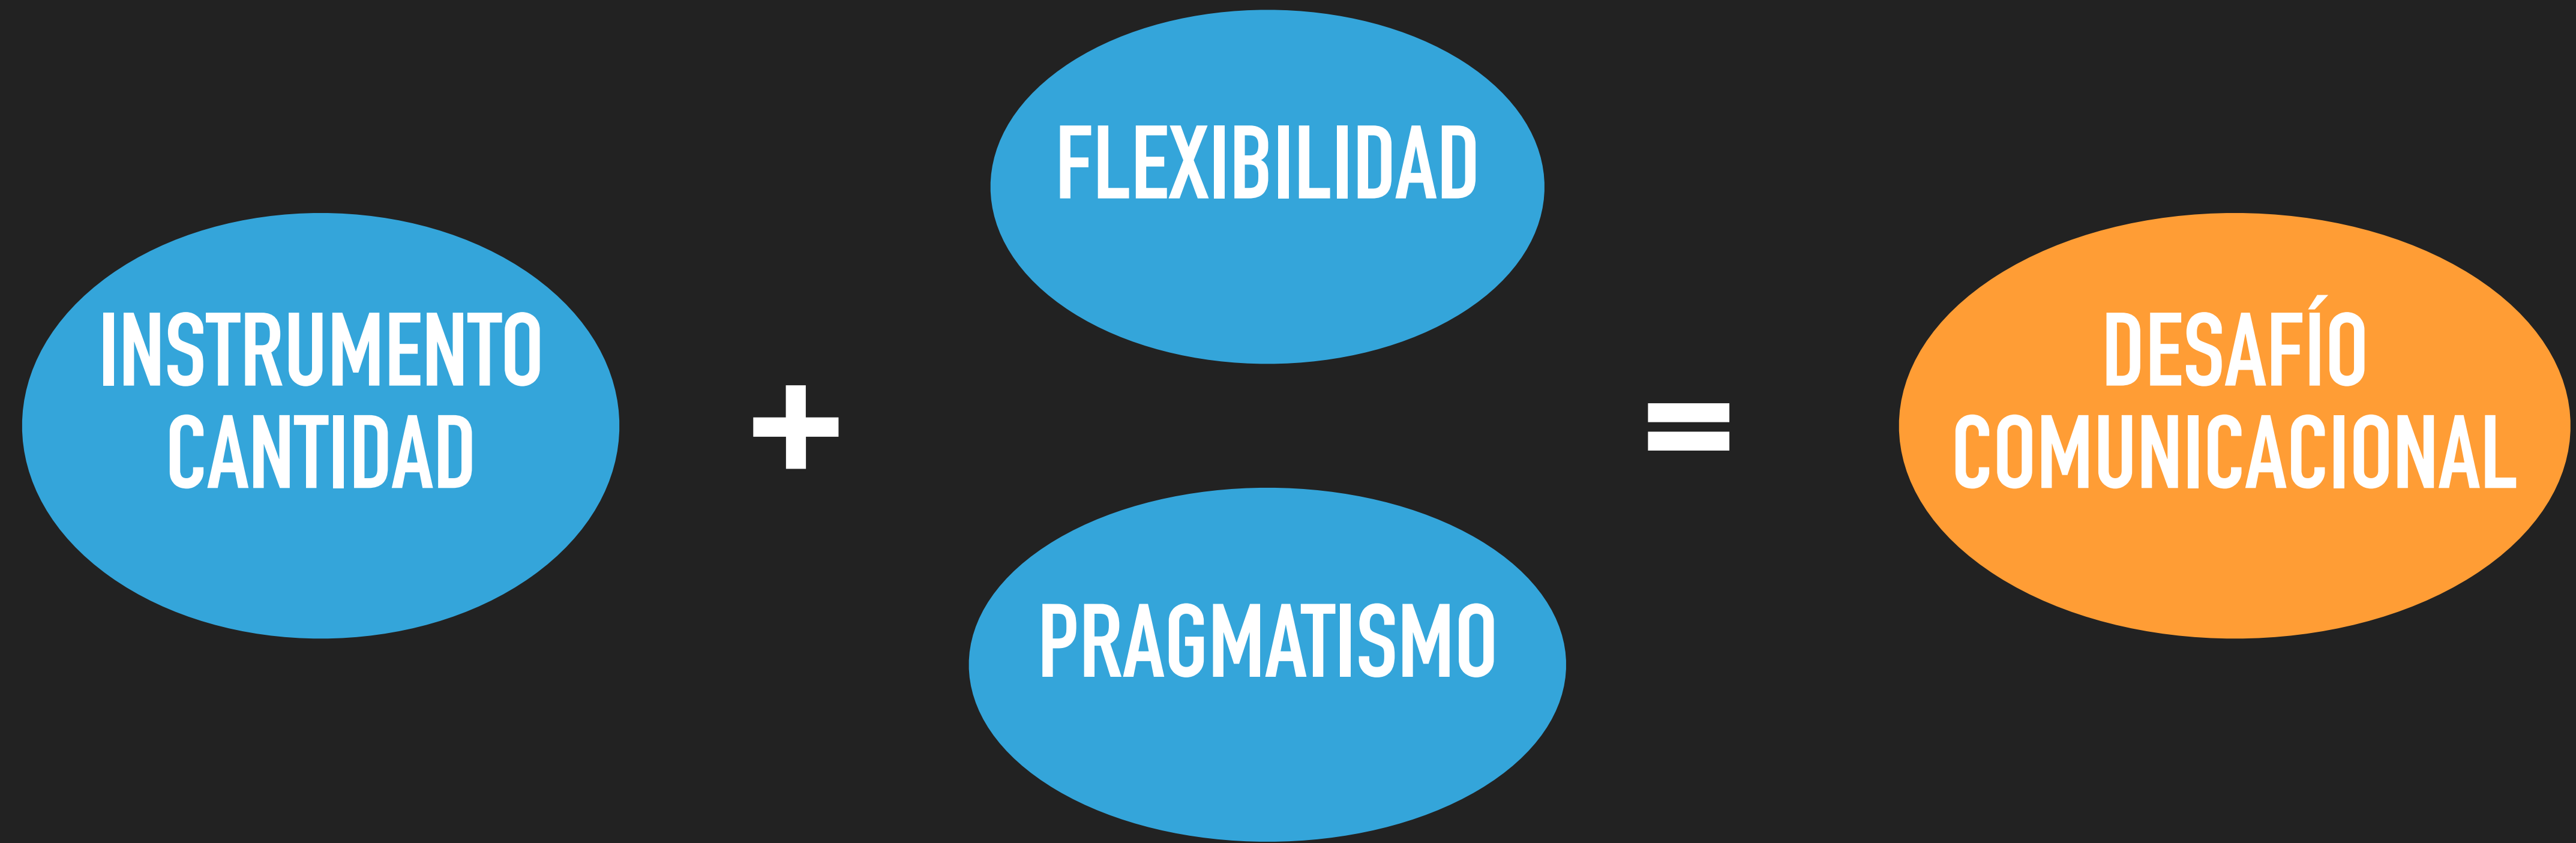 INSTRUMENTO
CANTIDAD
+
FLEXIBILIDAD
PRAGMATISMO
=
DESAFÍO
COMUNICACIONAL